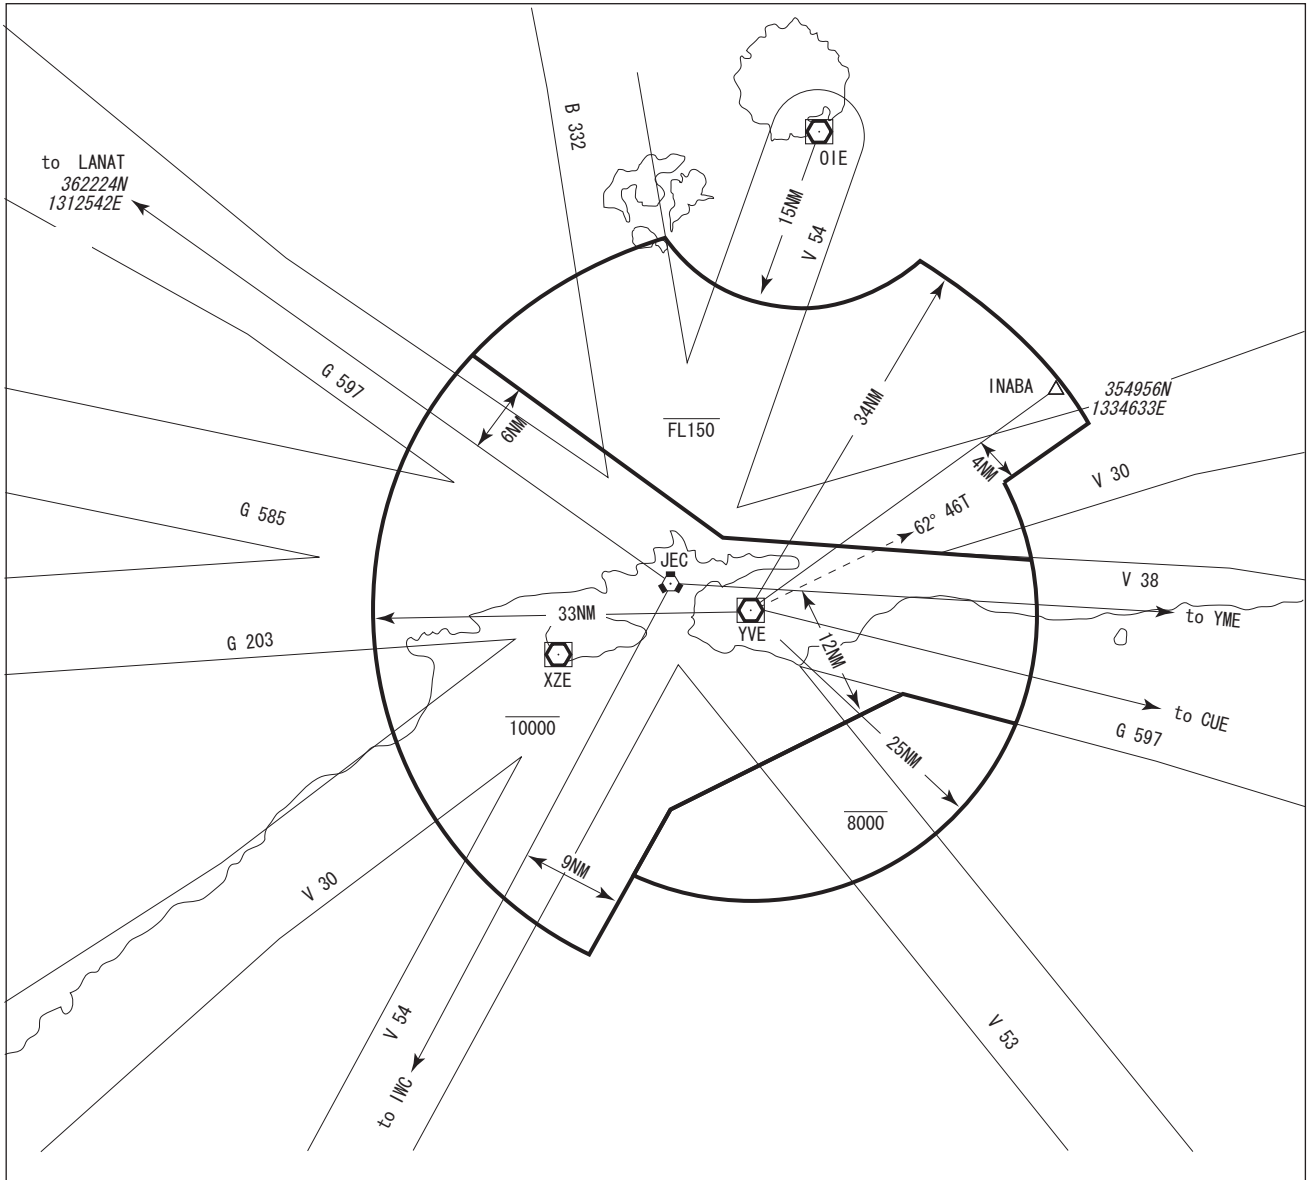 B 332
OIE
to LANAT
362224N
1312542E
15NM
V 54
G 597
6NM
FL150
34NM
INABA
354956N
1334633E
4NM
V 30
62° 46T
G 585
JEC
V 38
33NM
YVE
to YME
12NM
G 203
XZE
10000
to CUE
G 597
25NM
8000
9NM
V 30
V 54
V 53
to IWC